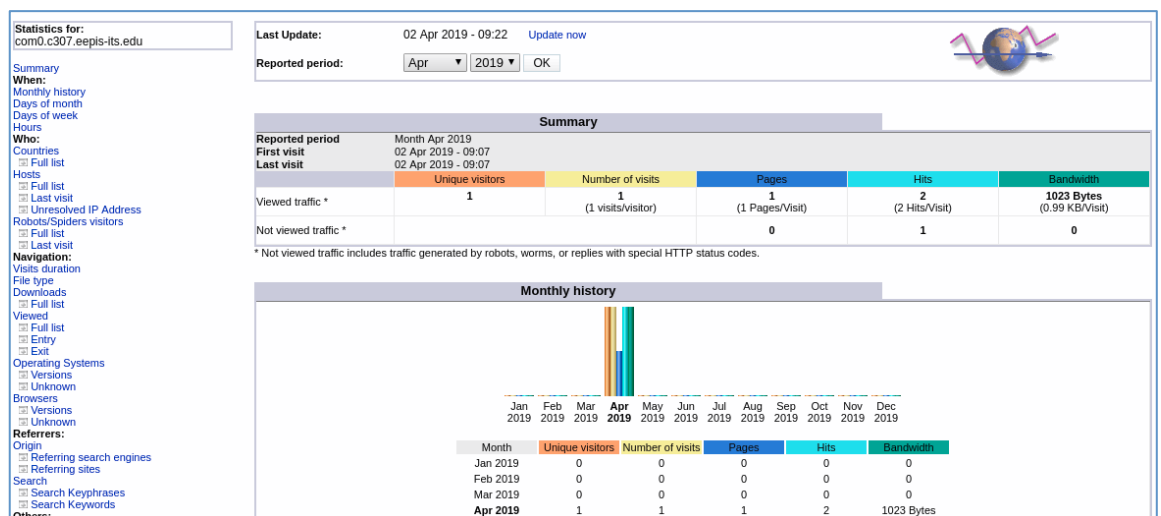 Statistics for:
com0.c307.eepis-its.edu
Summary
When:
Monthly history
Days of month
Days of week
Hours
Who:
Countries
Full list
Hosts
Full list
Last visit
Unresolved IP Address
Robots/Spiders visitors
Full list
Last visit
Navigation:
Visits duration
File type
Downloads
Full list
Viewed
Full list
Entry
Exit
Operating Systems
Versions
Unknown
Browsers
Versions
Unknown
Referrers:
Origin
Referring search engines
Referring sites
Search
Search Keyphrases
Search Keywords
Others:
Last Update: 02 Apr 2019 - 09:22 Update now
Reported period: Apr 2019 OK
Summary
Reported period Month Apr 2019
First visit 02 Apr 2019 - 09:07
Last visit 02 Apr 2019 - 09:07
Unique visitors Number of visits Pages Hits Bandwidth
Viewed traffic * 1 1 1 2 1023 Bytes
(1 visits/visitor) (1 Pages/Visit) (2 Hits/Visit) (0.99 KB/Visit)
Not viewed traffic * 0 1 0
* Not viewed traffic includes traffic generated by robots, worms, or replies with special HTTP status codes.
Monthly history
Jan Feb Mar Apr May Jun Jul Aug Sep Oct Nov Dec
2019 2019 2019 2019 2019 2019 2019 2019 2019 2019 2019 2019
Month Unique visitors Number of visits Pages Hits Bandwidth
Jan 2019 0 0 0 0 0
Feb 2019 0 0 0 0 0
Mar 2019 0 0 0 0 0
Apr 2019 1 1 1 2 1023 Bytes